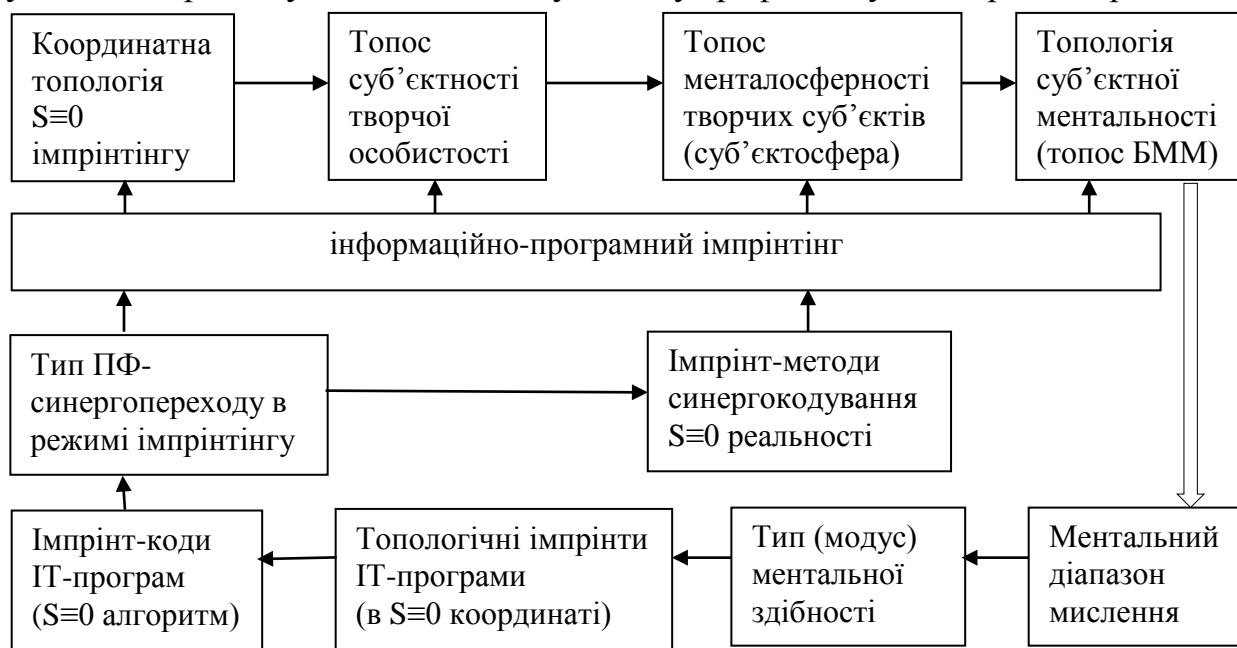 Координатна
топологія
S≡0
імпрінтінгу
Топос
суб’єктності
творчої
особистості
Топос
менталосферності
творчих суб’єктів
(суб’єктосфера)
Топологія
суб’єктної
ментальності
(топос БММ)
інформаційно-програмний імпрінтінг
Тип ПФ-
синергопереходу в
режимі імпрінтінгу
Імпрінт-методи
синергокодування
S≡0 реальності
Імпрінт-коди
ІТ-програм
(S≡0 алгоритм)
Топологічні імпрінти
ІТ-програми
(в S≡0 координаті)
Тип (модус)
ментальної
здібності
Ментальний
діапазон
мислення